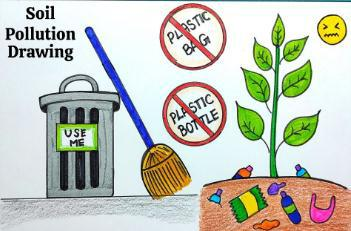 Soil
Pollution
Drawing
PLASTIC
BAG
PLASTIC
BOTTLE
USE
ME